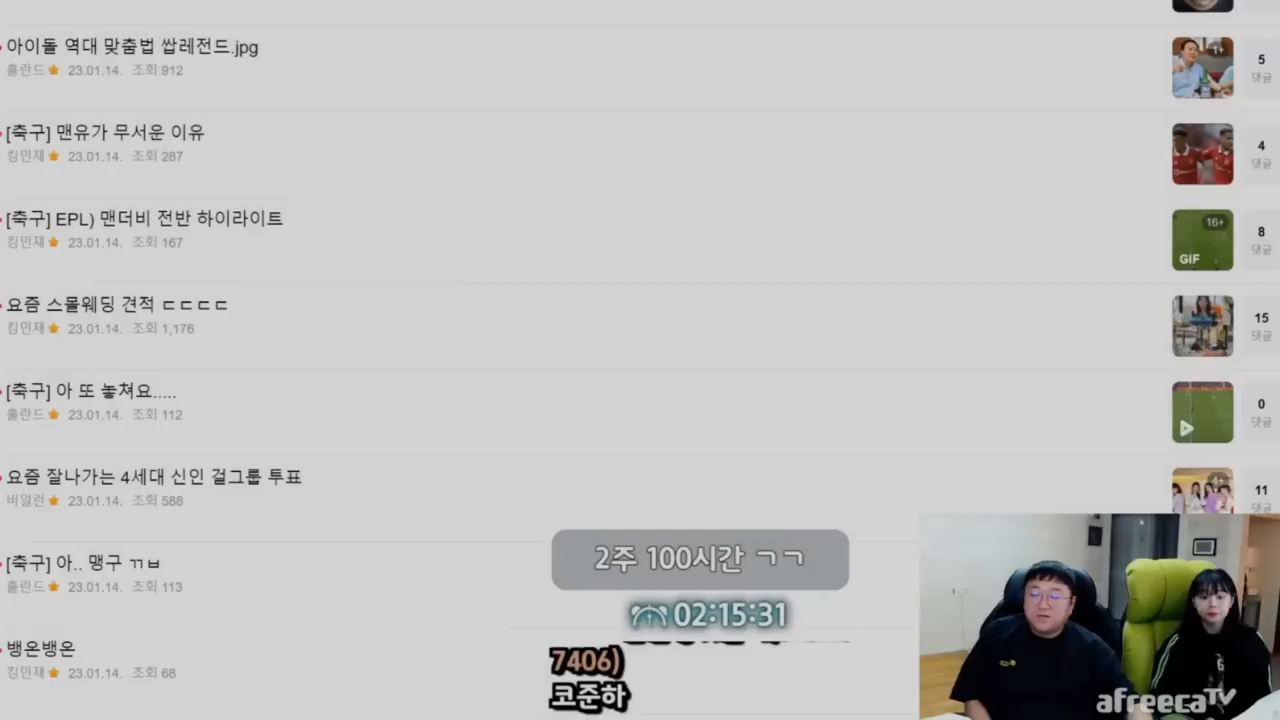 아이돌 역대 맞춤법 쌉레전드.jpg
홀란드 23.01.14. 조회 912
1+
5
댓글
[축구] 맨유가 무서운 이유
킹민재 23.01.14. 조회 287
4
댓글
[축구] EPL) 맨더비 전반 하이라이트
킹민재 23.01.14. 조회 167
16+
GIF
8
댓글
요즘 스몰웨딩 견적 ㄷㄷㄷㄷ
킹민재 23.01.14. 조회 1,176
15
댓글
[축구] 아 또 놓쳐요.....
홀란드 23.01.14. 조회 112
0
댓글
요즘 잘나가는 4세대 신인 걸그룹 투표
비일런 23.01.14. 조회 588
4+
11
댓글
[축구] 아.. 맹구 ㄲㅂ
홀란드 23.01.14. 조회 113
뱅온뱅온
킹민재 23.01.14. 조회 68
2주 100시간 ㄱㄱ
02:15:31
7406)
코준하
afreecaTV